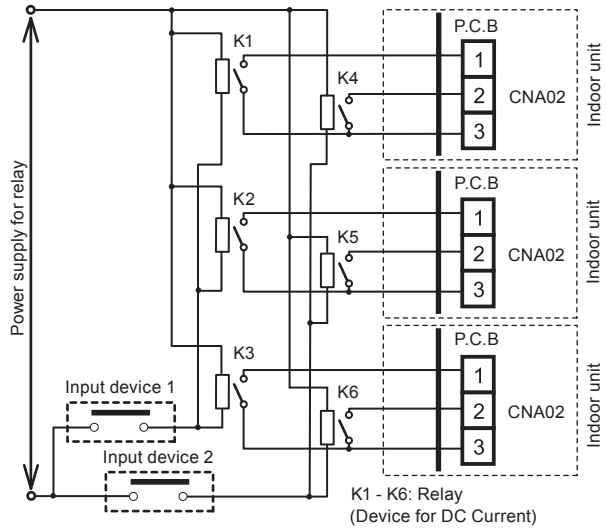 Power supply for relay
K1
K4
P.C.B
1
2
3
CNA02
Indoor unit
K2
K5
P.C.B
1
2
3
CNA02
Indoor unit
K3
K6
P.C.B
1
2
3
CNA02
Indoor unit
Input device 1
Input device 2
K1 - K6: Relay
(Device for DC Current)